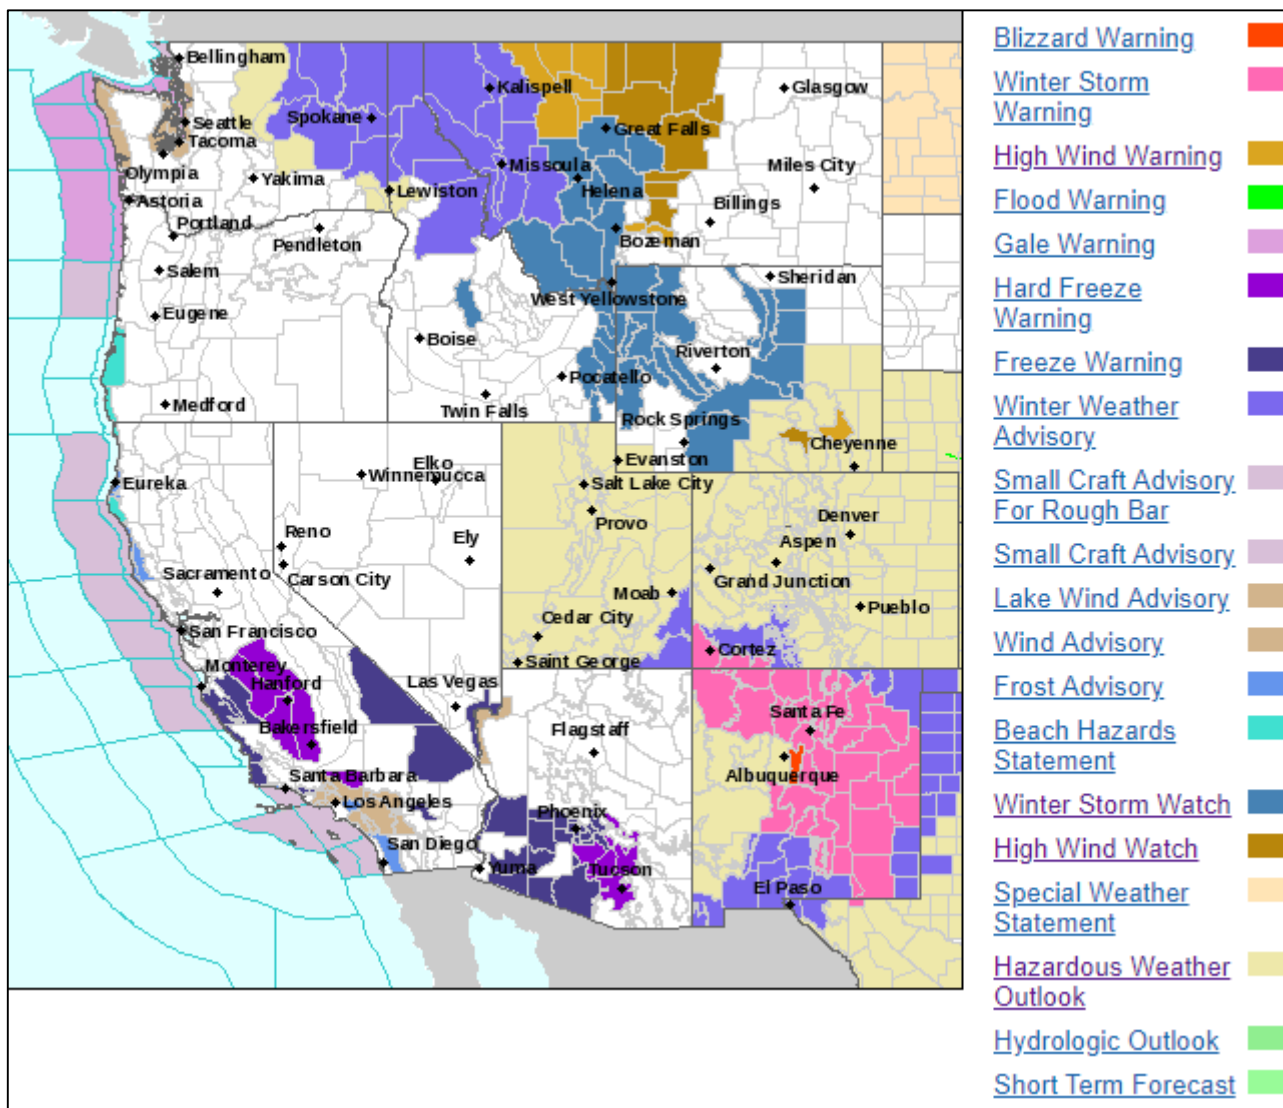 Bellingham
Kalispell
Glasgow
Spokane
Seattle
Great Falls
Tacoma
Olympia
Missoula
Miles City
Yakima
Lewiston
Helena
Astoria
Billings
Portland
Pendleton
Bozeman
Salem
Sheridan
West Yellowstone
Eugene
Boise
Riverton
Pocatello
Medford
Twin Falls
Rock Springs
Cheyenne
Elko
Evanston
Winnemucca
Eureka
Salt Lake City
Provo
Denver
Reno
Ely
Aspen
Sacramento
Carson City
Grand Junction
Moab
Pueblo
Cedar City
San Francisco
Cortez
Saint George
Monterey
Hanford
Las Vegas
Santa Fe
Bakersfield
Flagstaff
Albuquerque
Santa Barbara
Los Angeles
Phoenix
San Diego
Yuma
Tucson
El Paso
Blizzard Warning
Winter Storm
Warning
High Wind Warning
Flood Warning
Gale Warning
Hard Freeze
Warning
Freeze Warning
Winter Weather
Advisory
Small Craft Advisory
For Rough Bar
Small Craft Advisory
Lake Wind Advisory
Wind Advisory
Frost Advisory
Beach Hazards
Statement
Winter Storm Watch
High Wind Watch
Special Weather
Statement
Hazardous Weather
Outlook
Hydrologic Outlook
Short Term Forecast